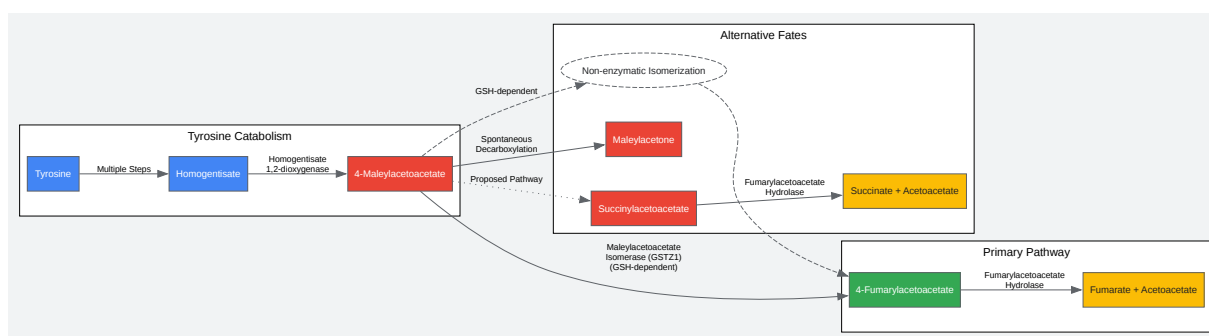 Alternative Fates
Non-enzymatic Isomerization
GSH-dependent
Tyrosine Catabolism
Tyrosine
Multiple Steps
Homogentisate
Homogentisate
1,2-dioxygenase
4-Maleylacetoacetate
Spontaneous
Decarboxylation
Maleylacetone
Proposed Pathway
Succinylacetoacetate
Fumarylacetoacetate
Hydrolase
Succinate + Acetoacetate
Maleylacetoacetate
Isomerase (GSTZ1)
(GSH-dependent)
Primary Pathway
4-Fumarylacetoacetate
Fumarylacetoacetate
Hydrolase
Fumarate + Acetoacetate